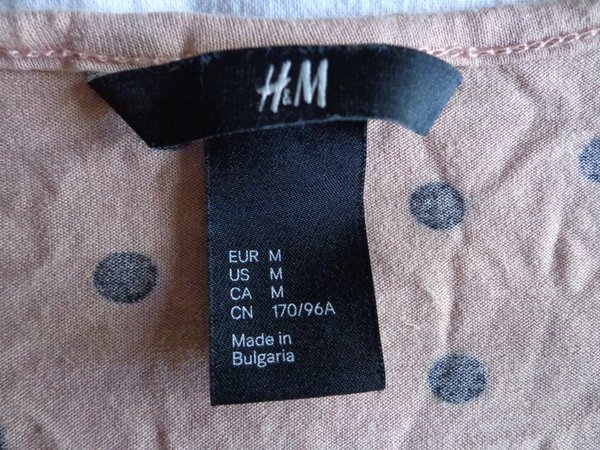 H&M
EUR M
US M
CA M
CN 170/96A
Made in
Bulgaria